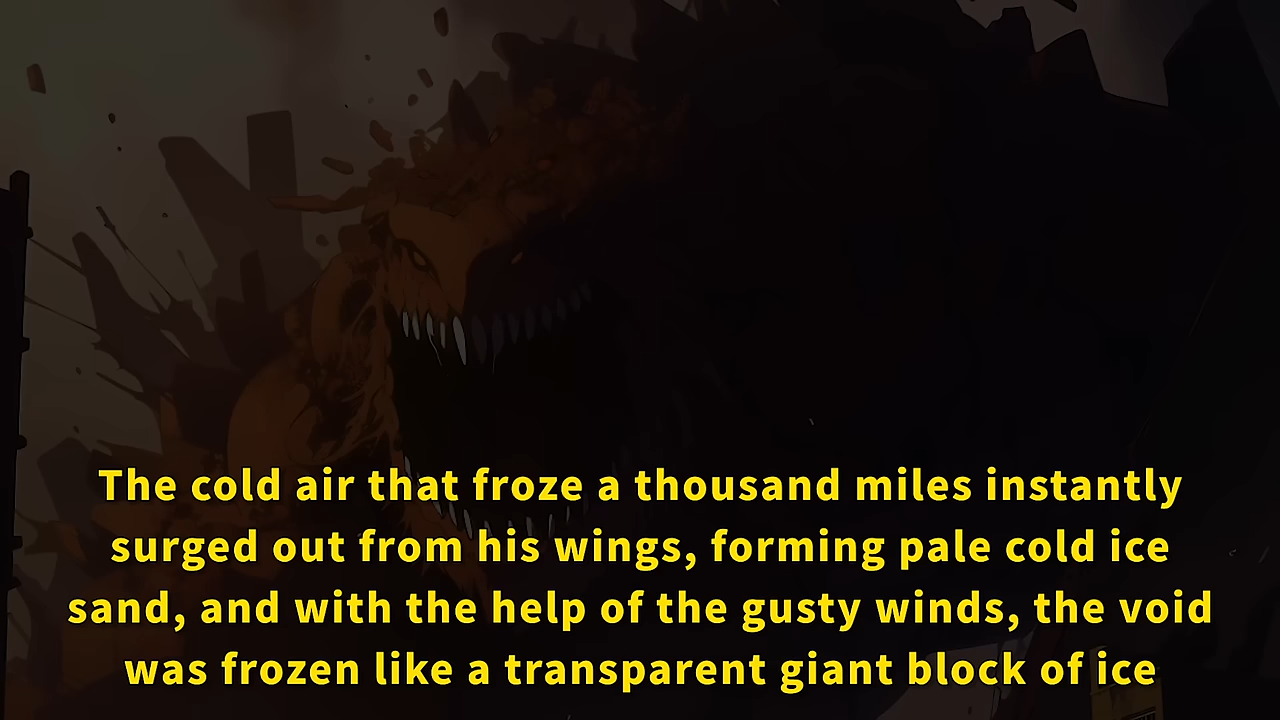 The cold air that froze a thousand miles instantly
surged out from his wings, forming pale cold ice
sand, and with the help of the gusty winds, the void
was frozen like a transparent giant block of ice